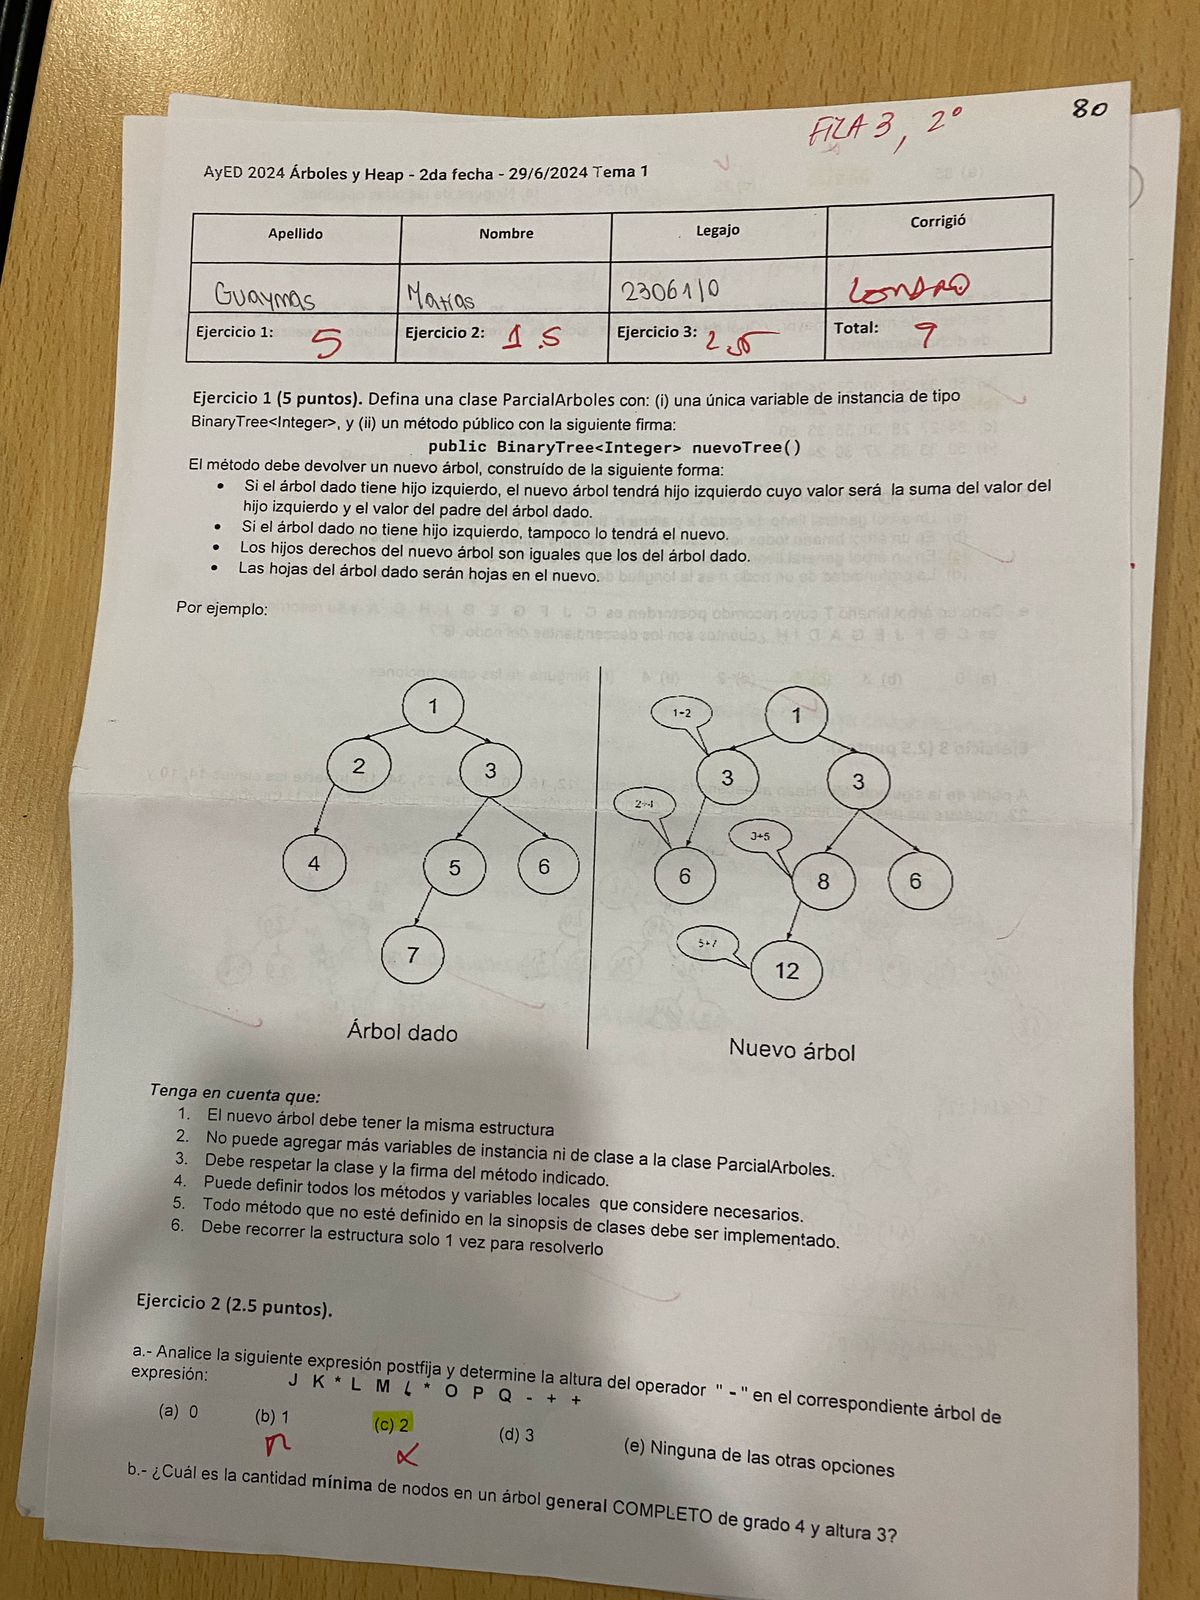 FILA 3, 2º
80
AyED 2024 Árboles y Heap - 2da fecha - 29/6/2024 Tema 1
Apellido Nombre Legajo Corrigió
Guaymas Matías 23061/0
Ejercicio 1: 5 Ejercicio 2: 1.5 Ejercicio 3: 2.5 Total: 9
Ejercicio 1 (5 puntos). Defina una clase ParcialArboles con: (i) una única variable de instancia de tipo
BinaryTree<Integer>, y (ii) un método público con la siguiente firma:
public BinaryTree<Integer> nuevoTree()
El método debe devolver un nuevo árbol, construído de la siguiente forma:
• Si el árbol dado tiene hijo izquierdo, el nuevo árbol tendrá hijo izquierdo cuyo valor será la suma del valor del
hijo izquierdo y el valor del padre del árbol dado.
• Si el árbol dado no tiene hijo izquierdo, tampoco lo tendrá el nuevo.
• Los hijos derechos del nuevo árbol son iguales que los del árbol dado.
• Las hojas del árbol dado serán hojas en el nuevo.
Por ejemplo:
1
2 3
4 5 6
7
Árbol dado
1+2 1
3 3
2+4 3+5
6 8 6
5+7 12
Nuevo árbol
Tenga en cuenta que:
1. El nuevo árbol debe tener la misma estructura
2. No puede agregar más variables de instancia ni de clase a la clase ParcialArboles.
3. Debe respetar la clase y la firma del método indicado.
4. Puede definir todos los métodos y variables locales que considere necesarios.
5. Todo método que no esté definido en la sinopsis de clases debe ser implementado.
6. Debe recorrer la estructura solo 1 vez para resolverlo
Ejercicio 2 (2.5 puntos).
a.- Analice la siguiente expresión postfija y determine la altura del operador " - " en el correspondiente árbol de
expresión:
J K * L M * O P Q - + +
(a) 0 (b) 1 (c) 2 (d) 3 (e) Ninguna de las otras opciones
b.- ¿Cuál es la cantidad mínima de nodos en un árbol general COMPLETO de grado 4 y altura 3?